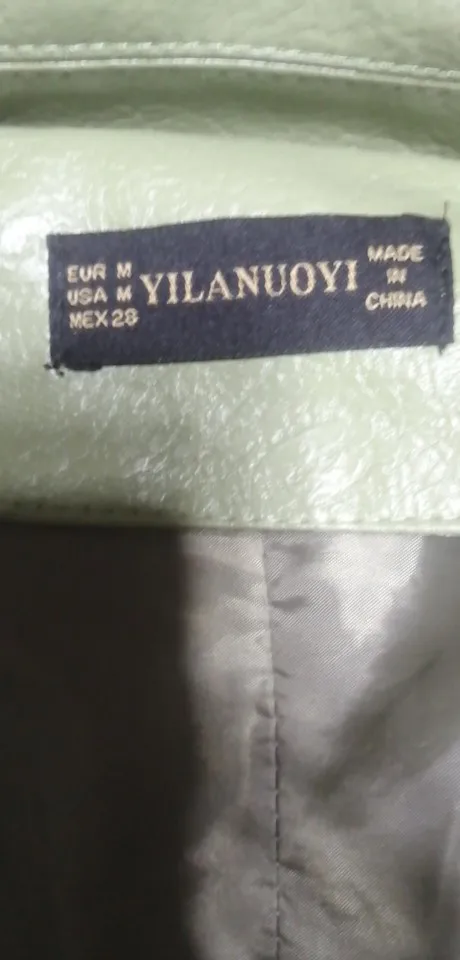 EUR M
USA M
MEX 28
YILANUOYI
MADE
IN
CHINA